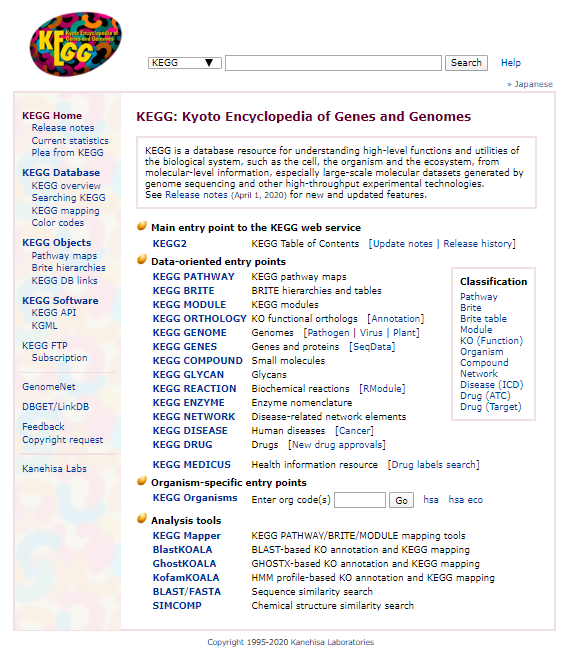 KEGG
Kyoto Encyclopedia of Genes and Genomes
KEGG ▼ Search Help
» Japanese
KEGG Home
Release notes
Current statistics
Plea from KEGG
KEGG Database
KEGG overview
Searching KEGG
KEGG mapping
Color codes
KEGG Objects
Pathway maps
Brite hierarchies
KEGG DB links
KEGG Software
KEGG API
KGML
KEGG FTP
Subscription
GenomeNet
DBGET/LinkDB
Feedback
Copyright request
Kanehisa Labs
KEGG: Kyoto Encyclopedia of Genes and Genomes
KEGG is a database resource for understanding high-level functions and utilities of
the biological system, such as the cell, the organism and the ecosystem, from
molecular-level information, especially large-scale molecular datasets generated by
genome sequencing and other high-throughput experimental technologies.
See Release notes (April 1, 2020) for new and updated features.
Main entry point to the KEGG web service
KEGG2 KEGG Table of Contents [Update notes | Release history]
Data-oriented entry points
KEGG PATHWAY KEGG pathway maps
KEGG BRITE BRITE hierarchies and tables
KEGG MODULE KEGG modules
KEGG ORTHOLOGY KO functional orthologs [Annotation]
KEGG GENOME Genomes [Pathogen | Virus | Plant]
KEGG GENES Genes and proteins [SeqData]
KEGG COMPOUND Small molecules
KEGG GLYCAN Glycans
KEGG REACTION Biochemical reactions [RModule]
KEGG ENZYME Enzyme nomenclature
KEGG NETWORK Disease-related network elements
KEGG DISEASE Human diseases [Cancer]
KEGG DRUG Drugs [New drug approvals]
KEGG MEDICUS Health information resource [Drug labels search]
Classification
Pathway
Brite
Brite table
Module
KO (Function)
Organism
Compound
Network
Disease (ICD)
Drug (ATC)
Drug (Target)
Organism-specific entry points
KEGG Organisms Enter org code(s) Go hsa hsa eco
Analysis tools
KEGG Mapper KEGG PATHWAY/BRITE/MODULE mapping tools
BlastKOALA BLAST-based KO annotation and KEGG mapping
GhostKOALA GHOSTX-based KO annotation and KEGG mapping
KofamKOALA HMM profile-based KO annotation and KEGG mapping
BLAST/FASTA Sequence similarity search
SIMCOMP Chemical structure similarity search
Copyright 1995-2020 Kanehisa Laboratories